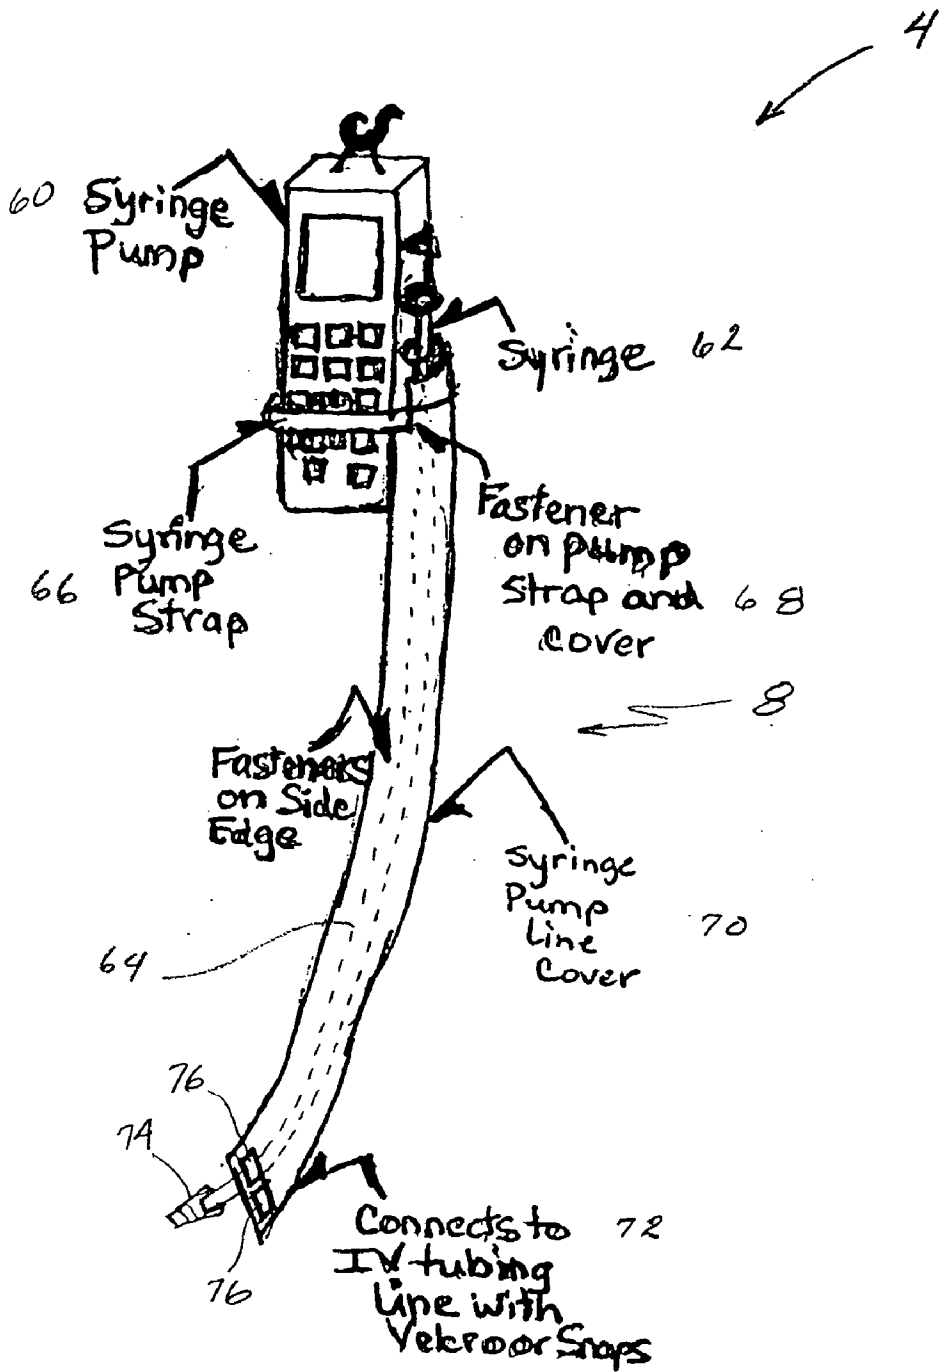 4
60 Syringe
Pump
Syringe 62
Fastener
on pump
Strap and 68
cover
Syringe
66 Pump
Strap
8
Fasteners
on Side
Edge
Syringe
Pump
Line 70
Cover
64
76
74
76
Connects to 72
IV tubing
Line with
Velcro or Snaps